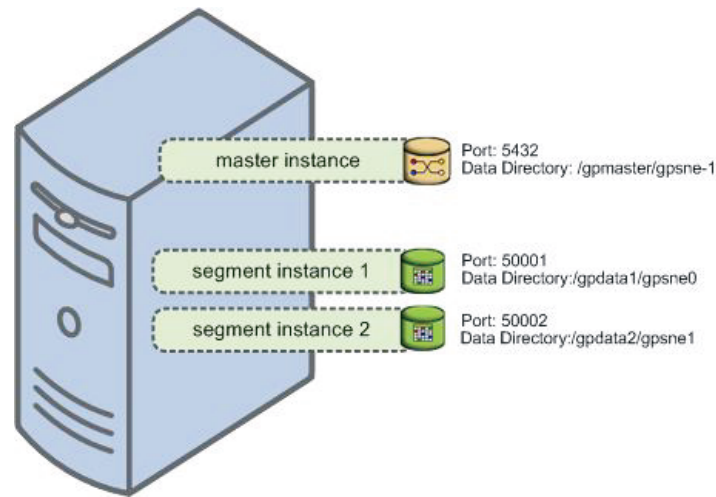 master instance
Port: 5432
Data Directory: /gpmaster/gpsne-1
segment instance 1
Port: 50001
Data Directory:/gpdata1/gpsne0
segment instance 2
Port: 50002
Data Directory:/gpdata2/gpsne1